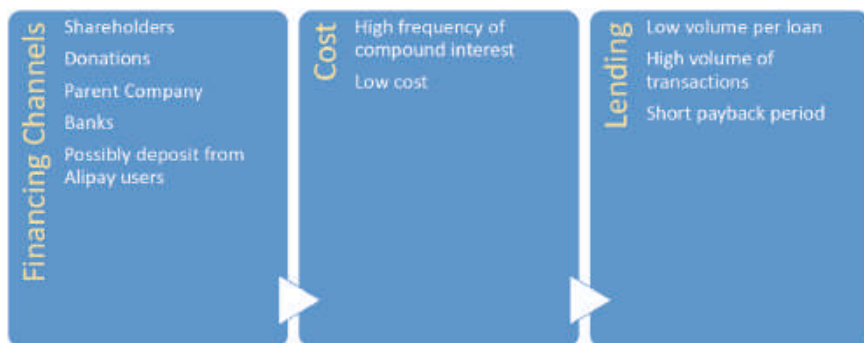 Financing Channels
Shareholders
Donations
Parent Company
Banks
Possibly deposit from
Alipay users
Cost
High frequency of
compound interest
Low cost
Lending
Low volume per loan
High volume of
transactions
Short payback period